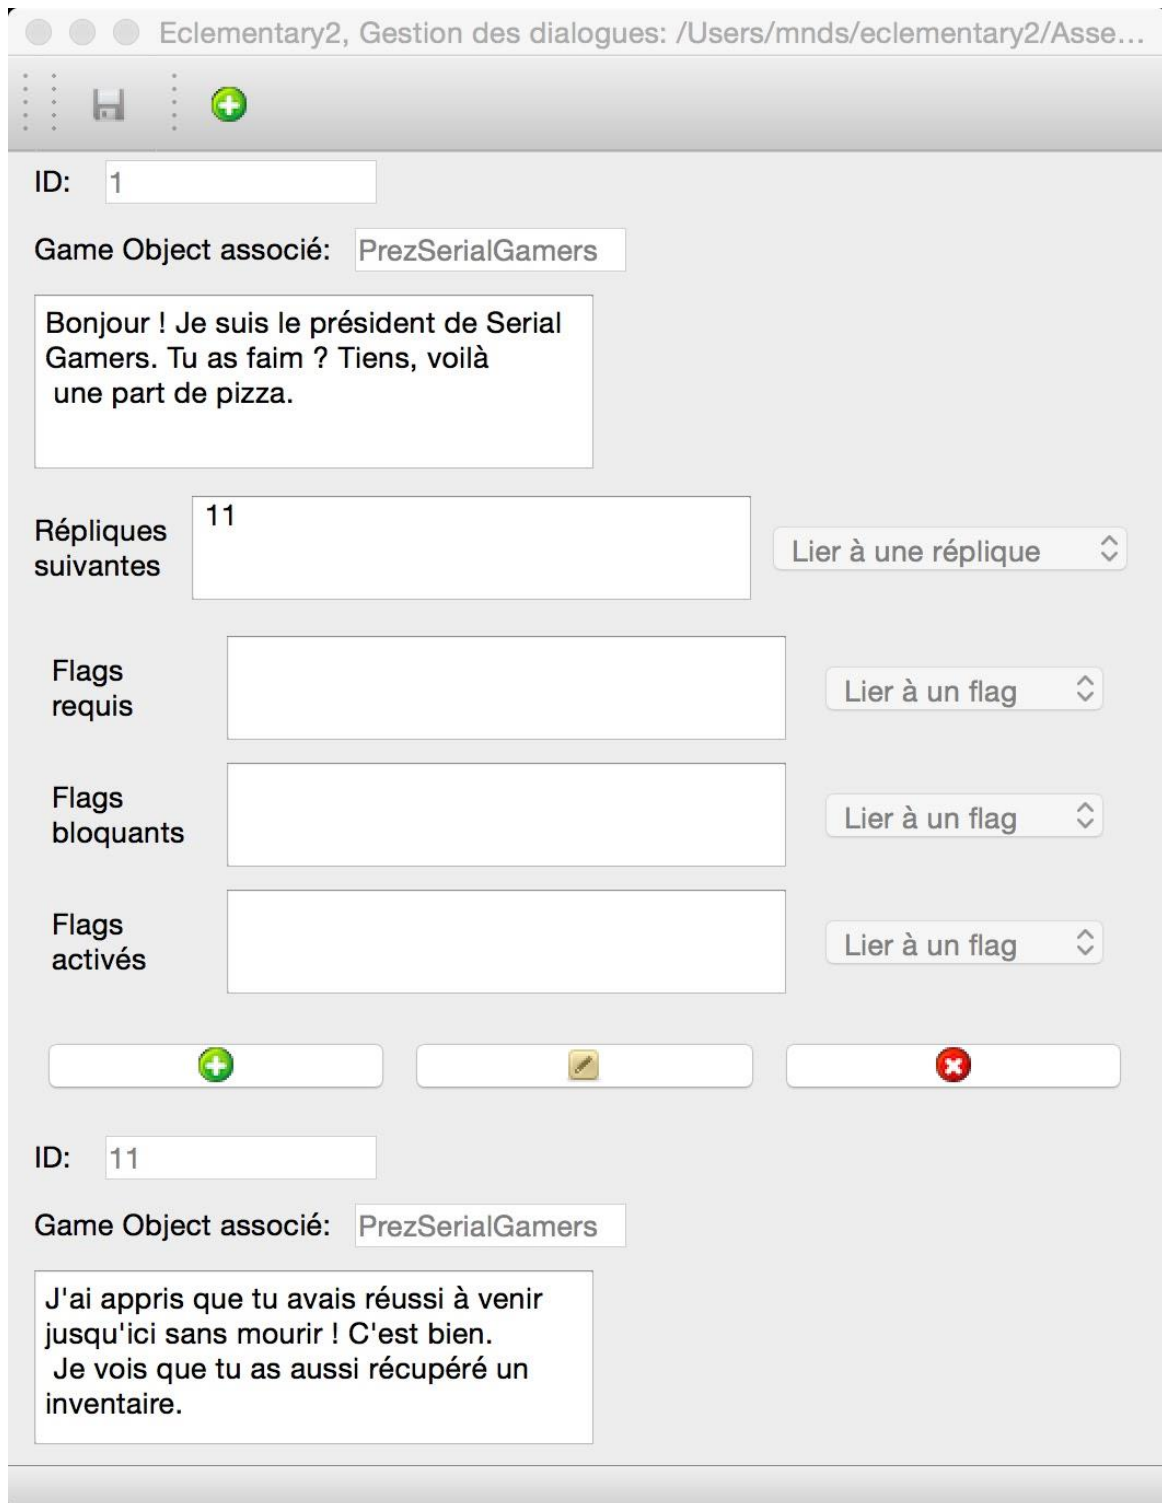 Eclementary2, Gestion des dialogues: /Users/mnds/eclementary2/Asse...
ID: 1
Game Object associé: PrezSerialGamers
Bonjour ! Je suis le président de Serial
Gamers. Tu as faim ? Tiens, voilà
une part de pizza.
Répliques
suivantes
11
Lier à une réplique
Flags
requis
Lier à un flag
Flags
bloquants
Lier à un flag
Flags
activés
Lier à un flag
ID: 11
Game Object associé: PrezSerialGamers
J'ai appris que tu avais réussi à venir
jusqu'ici sans mourir ! C'est bien.
Je vois que tu as aussi récupéré un
inventaire.